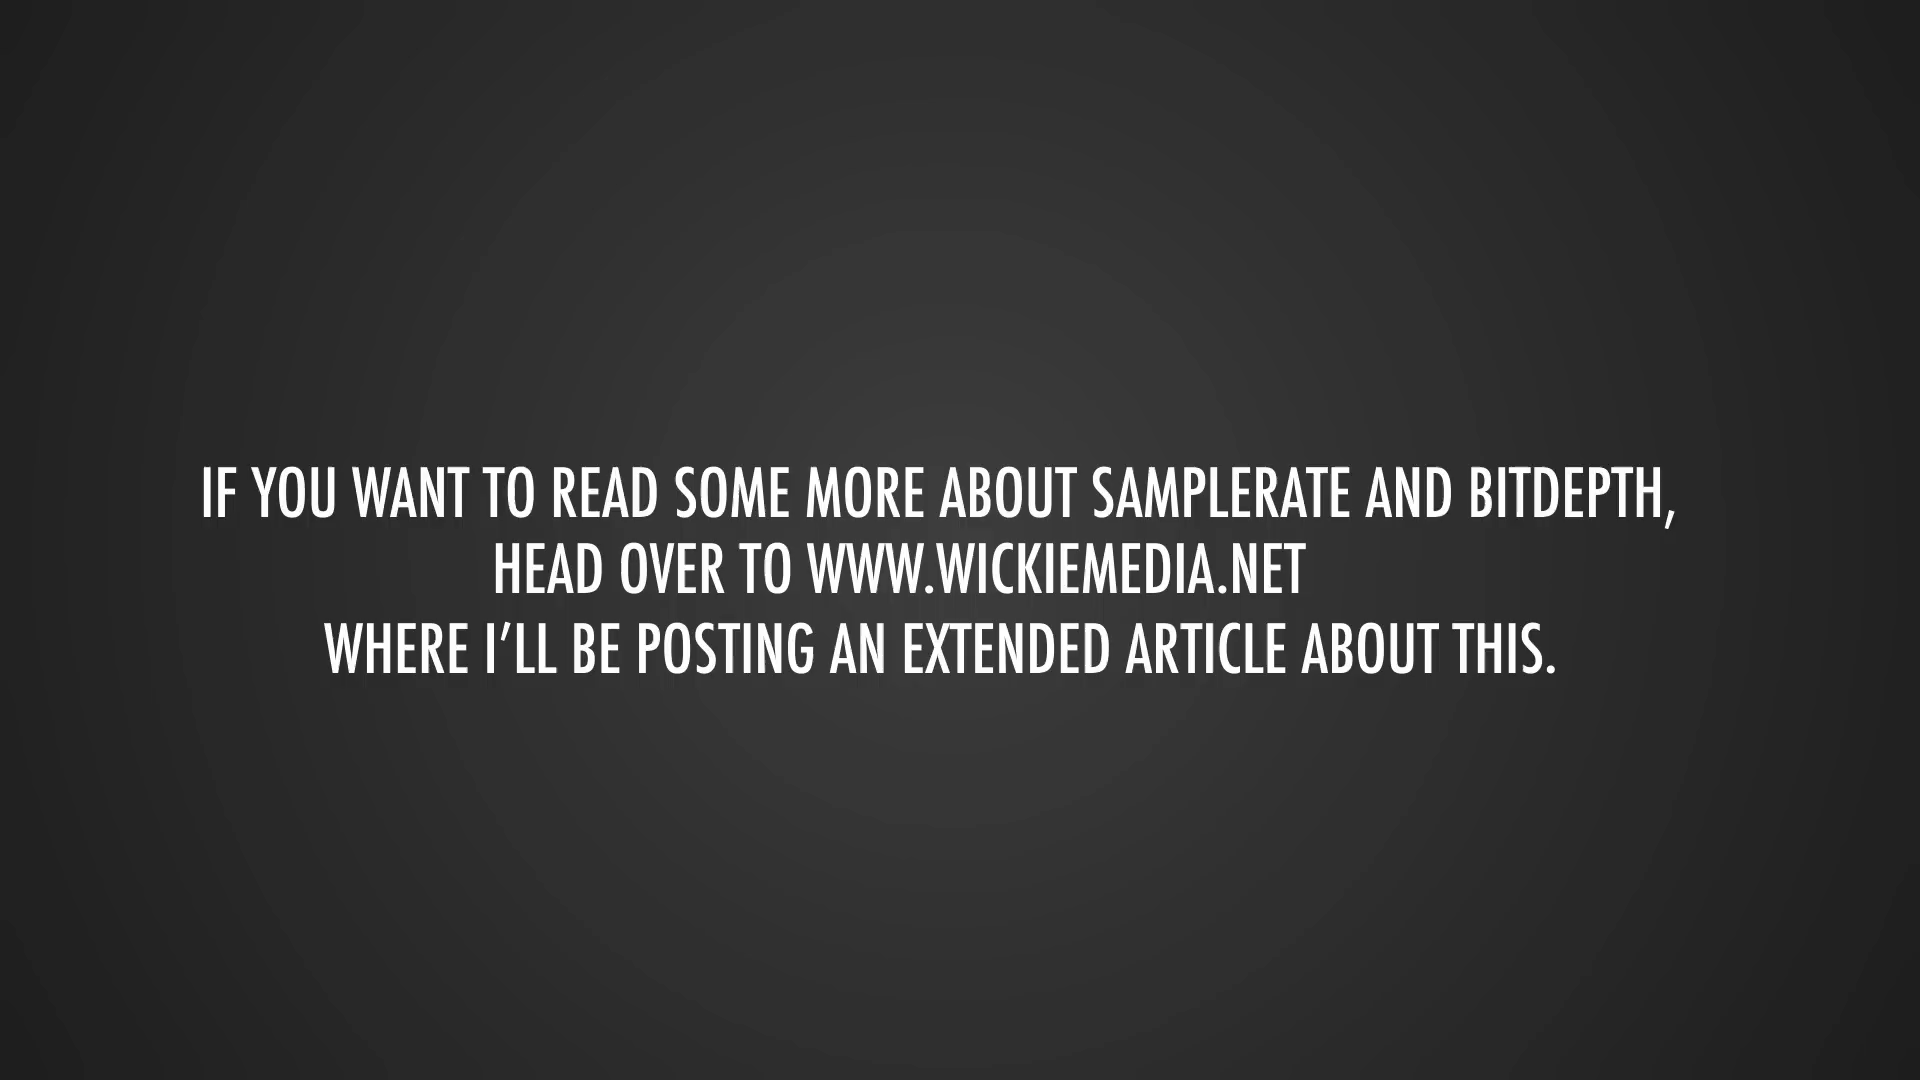 IF YOU WANT TO READ SOME MORE ABOUT SAMPLERATE AND BITDEPTH,
HEAD OVER TO WWW.WICKIEMEDIA.NET
WHERE I’LL BE POSTING AN EXTENDED ARTICLE ABOUT THIS.